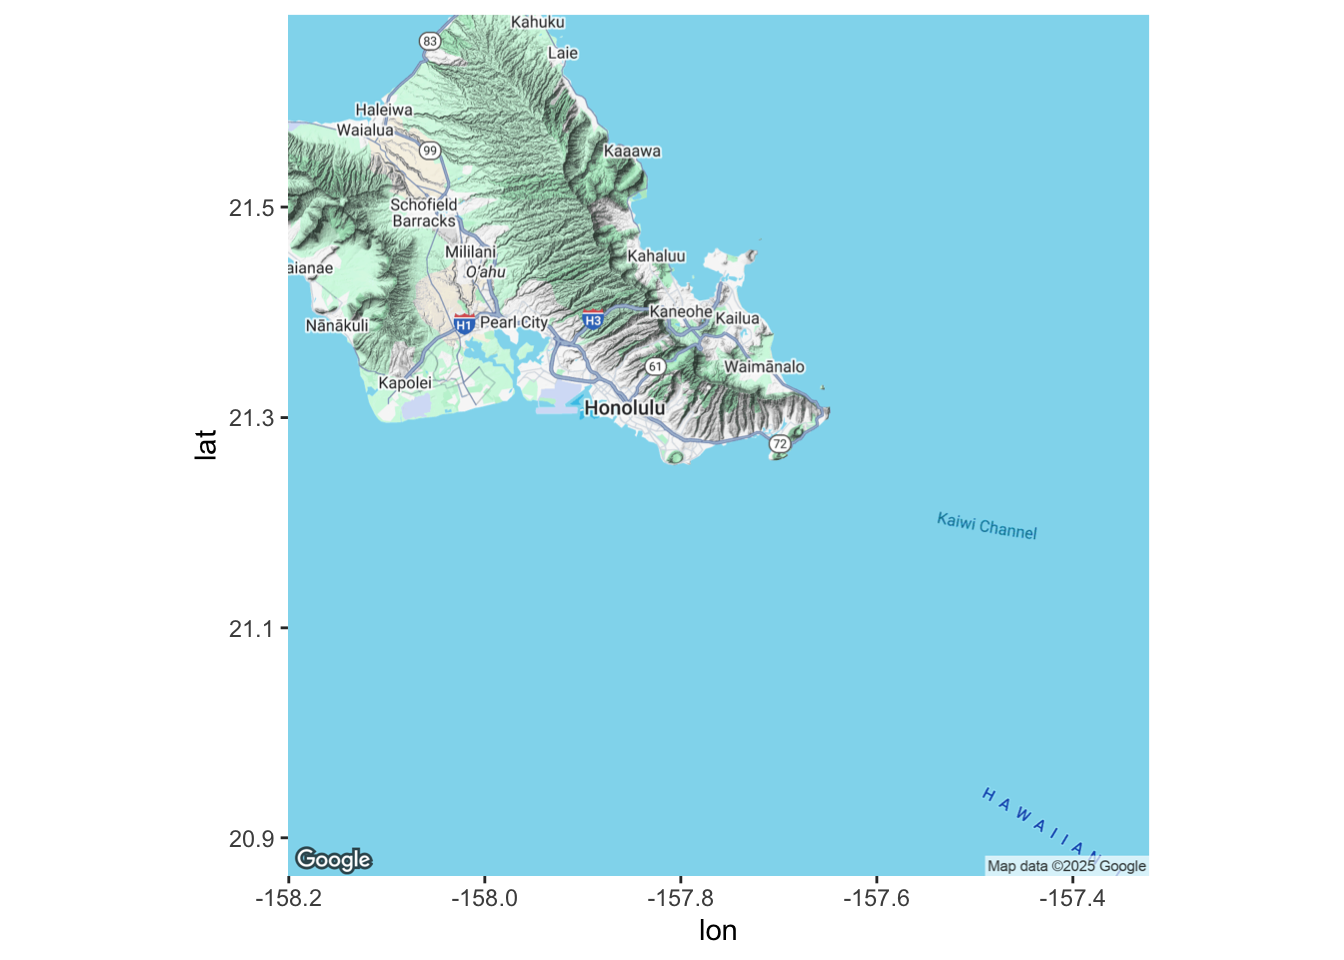 Kahuku
83
Laie
Haleiwa
Waialua
99
Kaaawa
21.5
Schofield
Barracks
Mililani
Oʻahu
Kahaluu
aianae
Nānākuli
H1
Pearl City
H3
Kaneohe
Kailua
61
Waimānalo
Kapolei
Honolulu
21.3
72
lat
Kaiwi Channel
21.1
HAWAIIAN
20.9
Google
Map data ©2025 Google
-158.2
-158.0
-157.8
-157.6
-157.4
lon